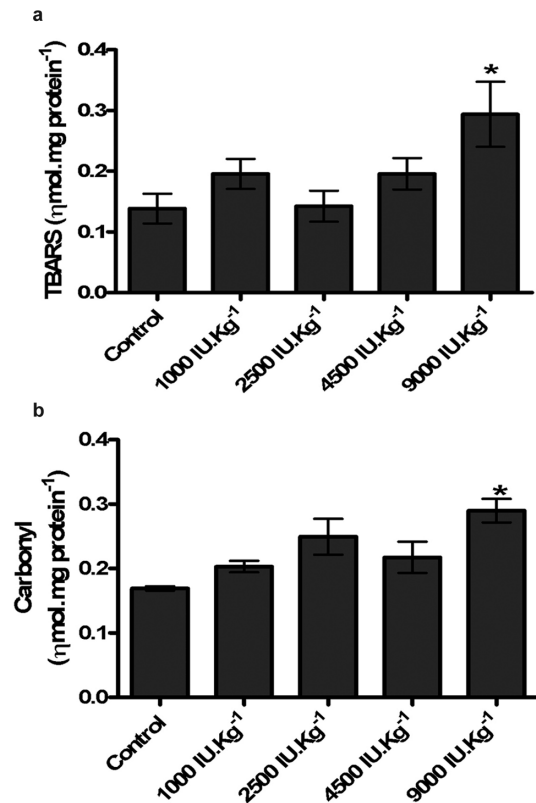 a
TBARS (ηmol.mg protein⁻¹)
0.4
0.3
0.2
0.1
0.0
*
Control
1000 IU.Kg⁻¹
2500 IU.Kg⁻¹
4500 IU.Kg⁻¹
9000 IU.Kg⁻¹
b
Carbonyl
(ηmol.mg protein⁻¹)
0.4
0.3
0.2
0.1
0.0
*
Control
1000 IU.Kg⁻¹
2500 IU.Kg⁻¹
4500 IU.Kg⁻¹
9000 IU.Kg⁻¹